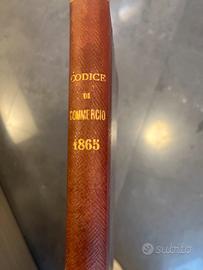 CODICE
DI
COMMERCIO
1865
subito